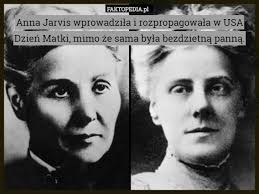 FAKTOPEDIA.pl
Anna Jarvis wprowadziła i rozpropagowała w USA
Dzień Matki, mimo że sama była bezdzietną panną.